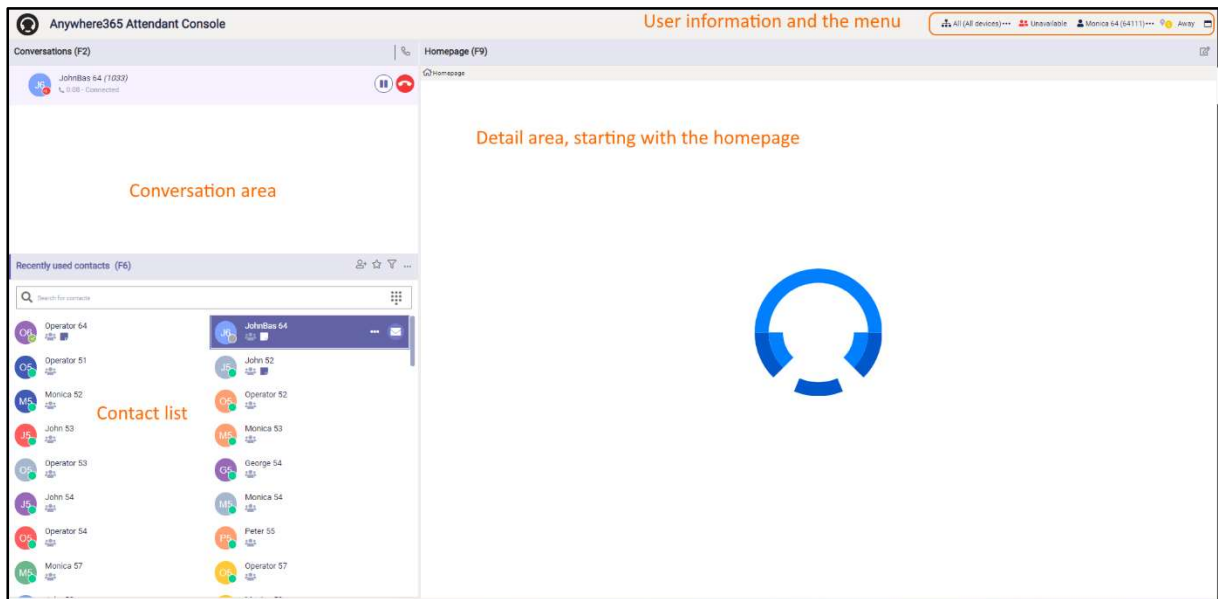 Anywhere365 Attendant Console
User information and the menu
All (All devices)••• Unavailable Monica 64 (64111)••• Away
Conversations (F2)
Homepage (F9)
JohnBas 64 (1033)
0:08 - Connected
Homepage
Detail area, starting with the homepage
Conversation area
Recently used contacts (F6)
Search for contacts
Operator 64
JohnBas 64
Operator 51
John 52
Monica 52
Operator 52
Contact list
John 53
Monica 53
Operator 53
George 54
John 54
Monica 54
Operator 54
Peter 55
Monica 57
Operator 57